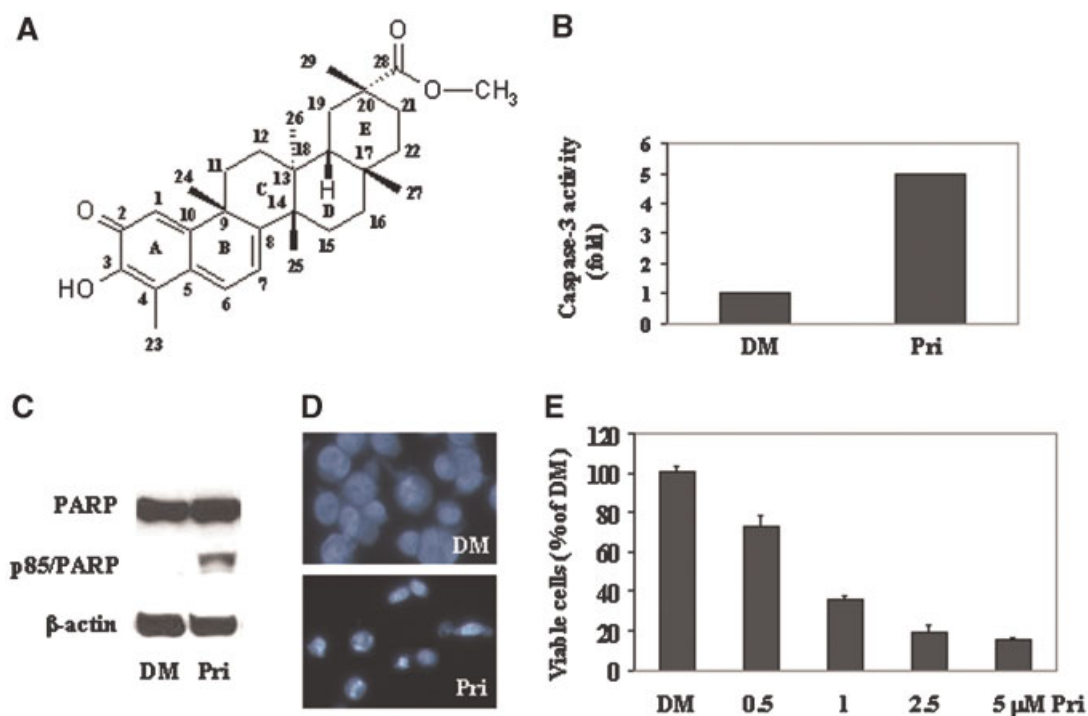 A
29
28
O
O
CH3
19
20
21
26
E
12
18
17
22
11
13
24
C
H
27
1
14
D
O
2
10
9
16
8
15
A
B
25
3
7
HO
4
5
6
23
B
Caspase-3 activity
(fold)
6
5
4
3
2
1
0
DM
Pri
C
PARP
p85/PARP
β-actin
DM Pri
D
DM
Pri
E
Viable cells (% of DM)
120
100
80
60
40
20
0
DM 0.5 1 2.5 5 μM Pri